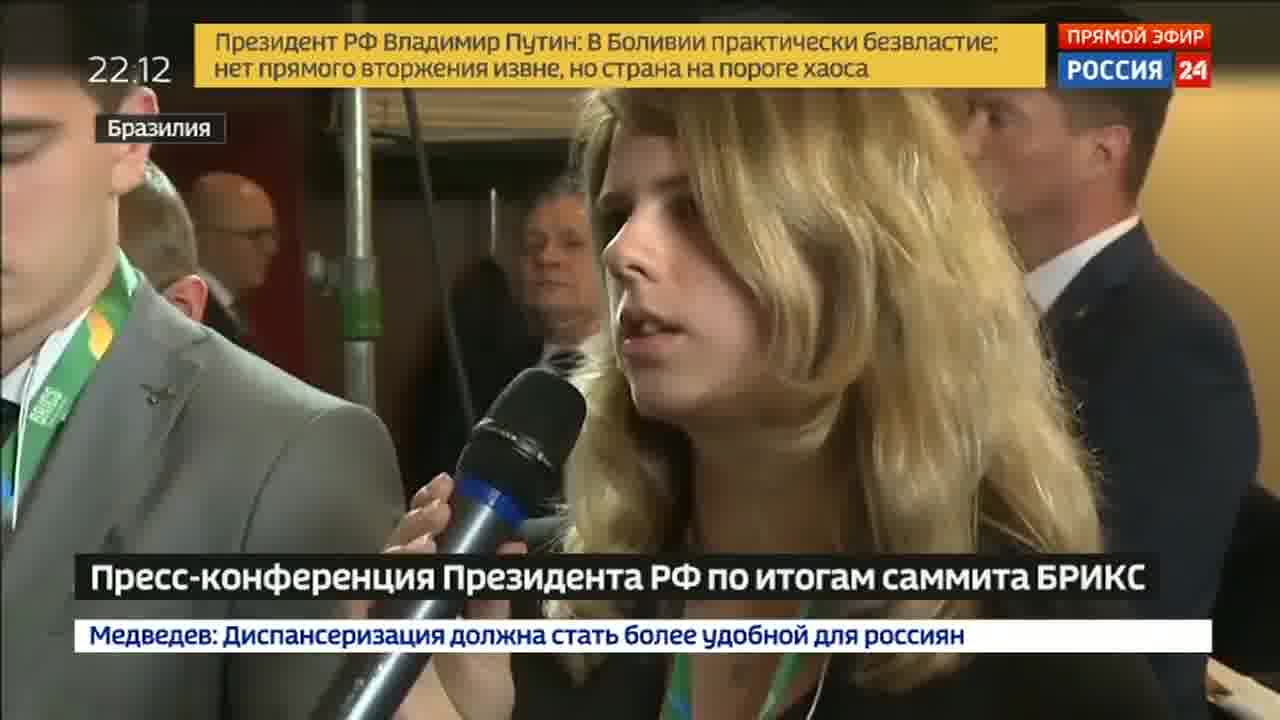 22.12
Президент РФ Владимир Путин: В Боливии практически безвластие;
нет прямого вторжения извне, но страна на пороге хаоса
ПРЯМОЙ ЭФИР
РОССИЯ 24
Бразилия
BRICS
Пресс-конференция Президента РФ по итогам саммита БРИКС
Медведев: Диспансеризация должна стать более удобной для россиян